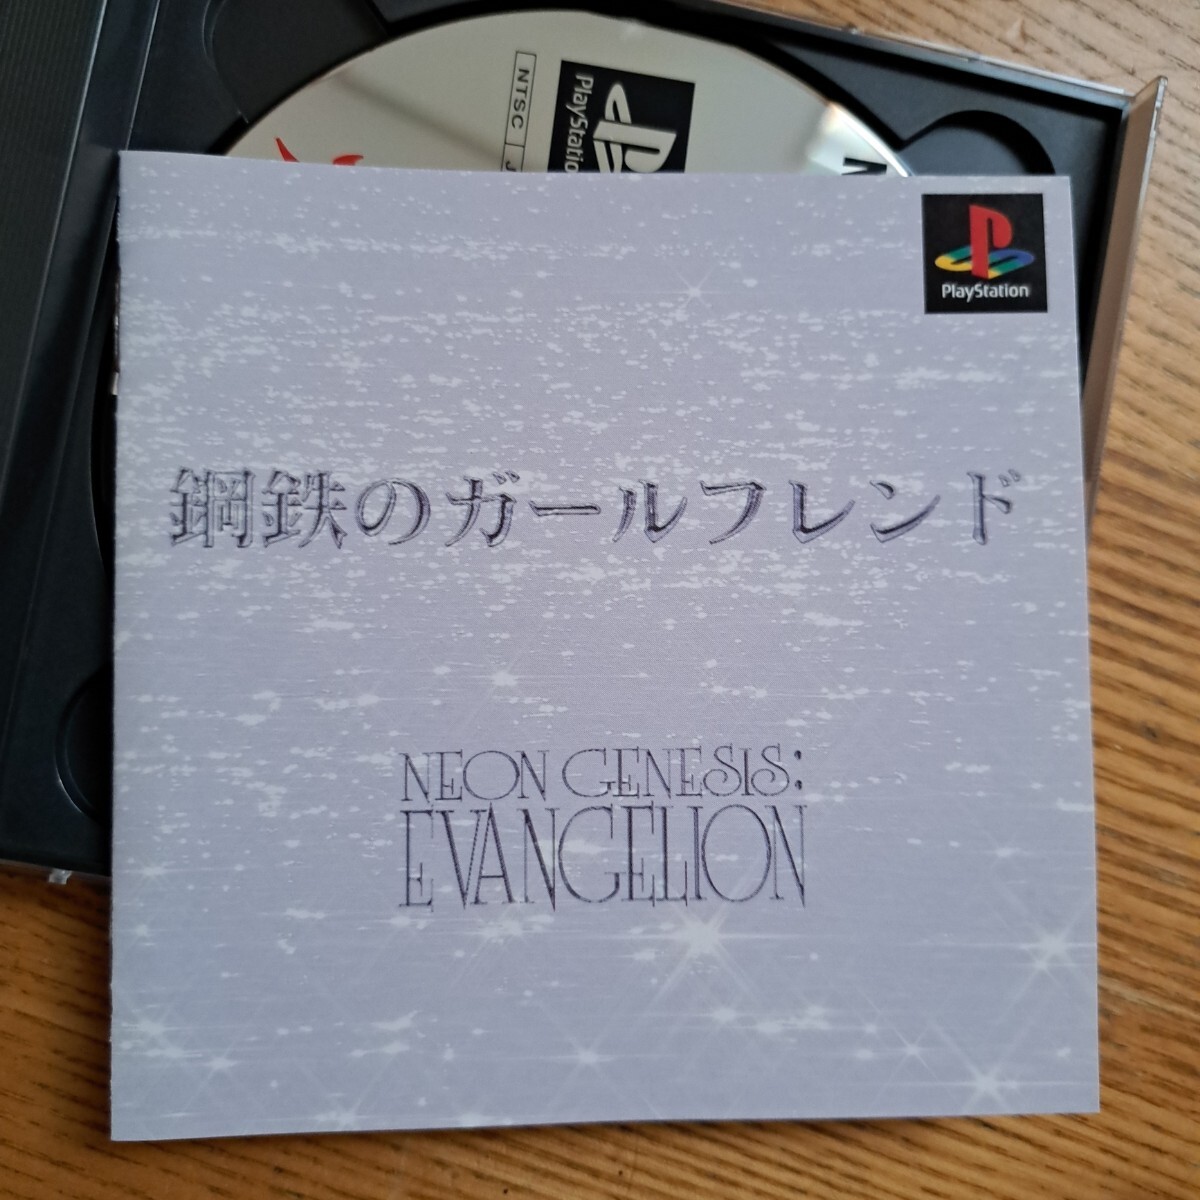 NTSC
PlayStation
PlayStation
鋼鉄のガールフレンド
NEON GENESIS:
EVANGELION